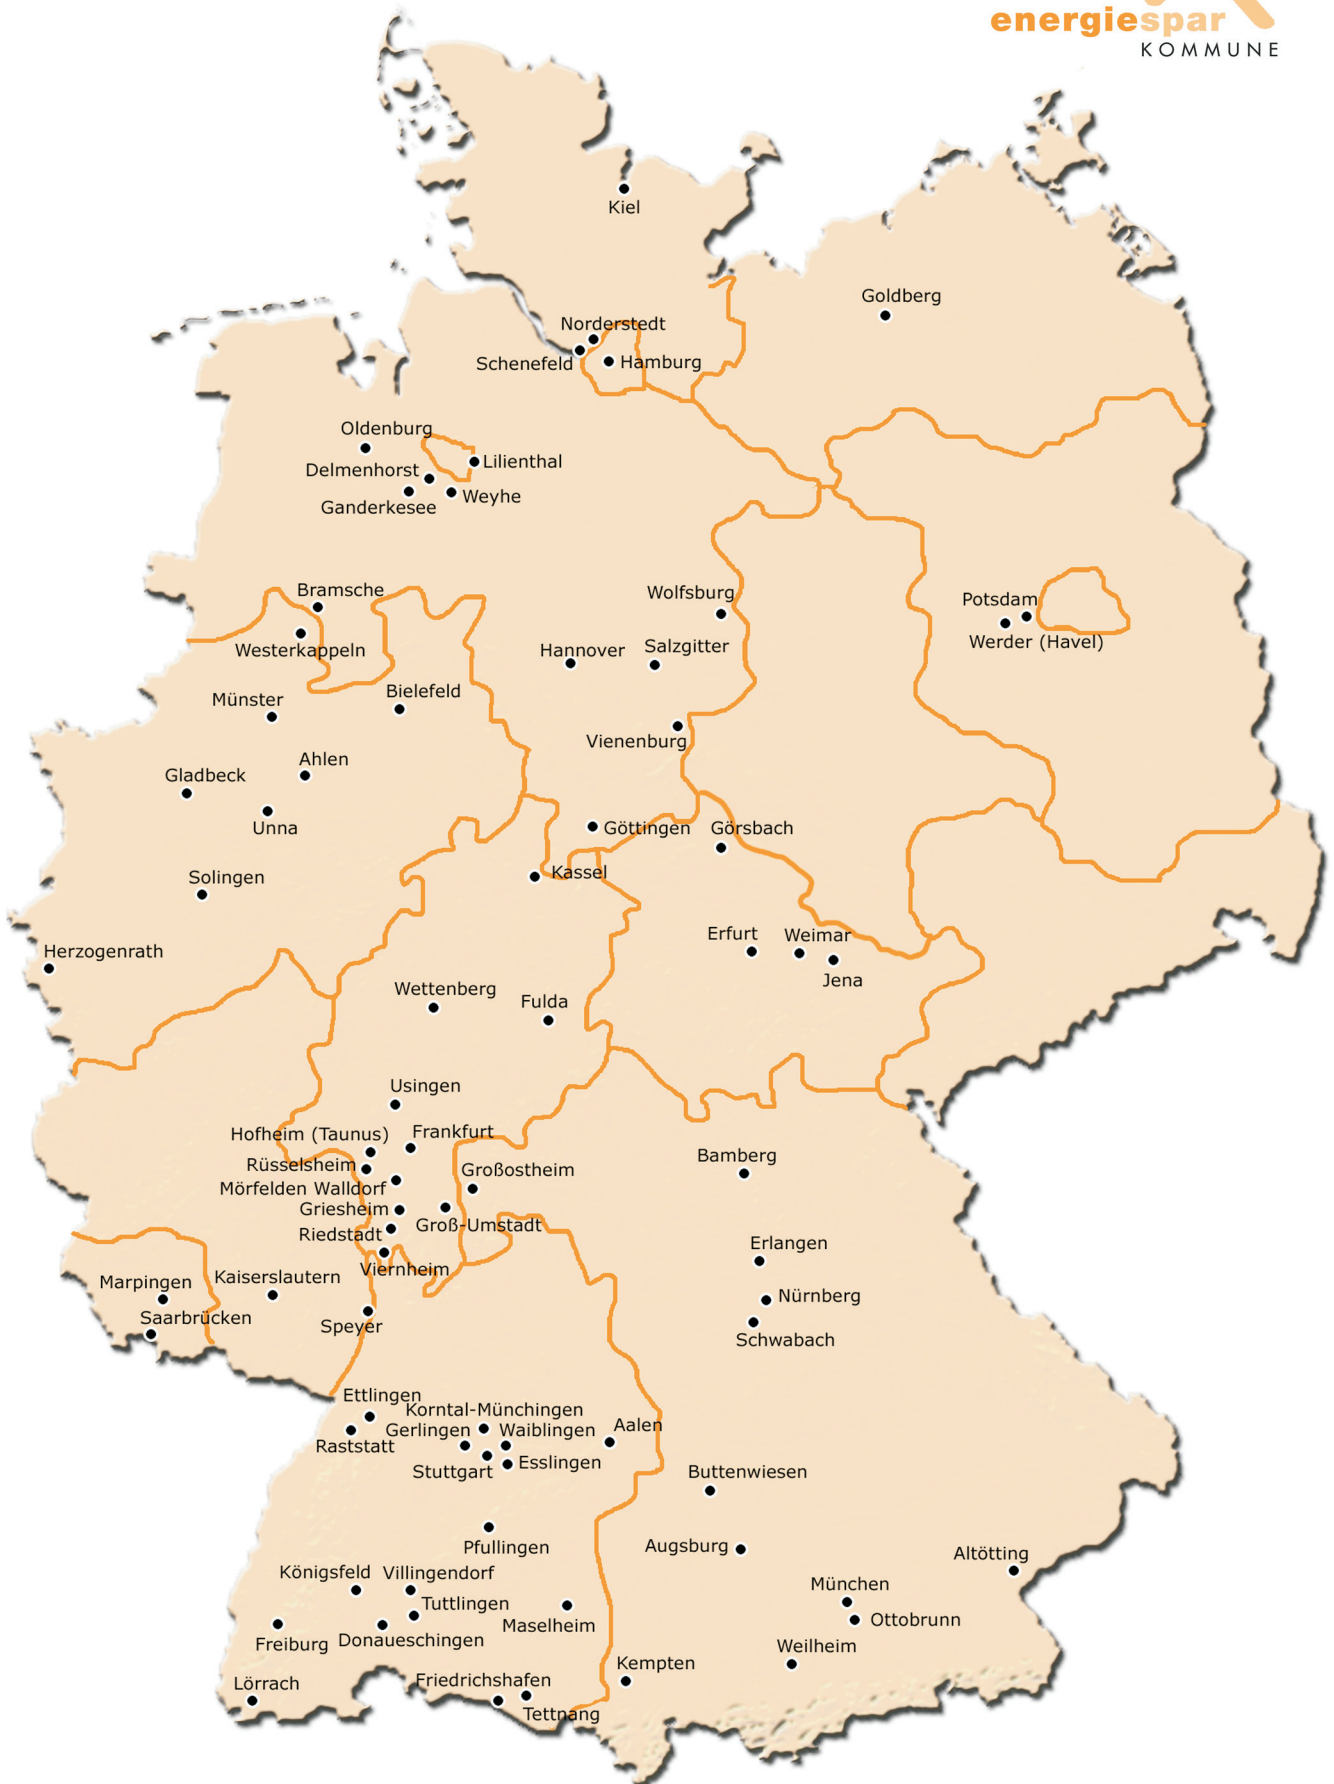 energiespar
KOMMUNE
Kiel
Goldberg
Norderstedt
Schenefeld
Hamburg
Oldenburg
Lilienthal
Delmenhorst
Weyhe
Ganderkesee
Bramsche
Wolfsburg
Potsdam
Werder (Havel)
Westerkappeln
Hannover
Salzgitter
Münster
Bielefeld
Vienenburg
Ahlen
Gladbeck
Unna
Göttingen
Görsbach
Kassel
Solingen
Erfurt
Weimar
Herzogenrath
Jena
Wettenberg
Fulda
Usingen
Hofheim (Taunus)
Frankfurt
Rüsselsheim
Großostheim
Bamberg
Mörfelden Walldorf
Griesheim
Groß-Umstadt
Riedstadt
Erlangen
Viernheim
Marpingen
Kaiserslautern
Nürnberg
Saarbrücken
Speyer
Schwabach
Ettlingen
Korntal-Münchingen
Gerlingen
Waiblingen
Aalen
Raststatt
Stuttgart
Esslingen
Buttenwiesen
Pfullingen
Augsburg
Altötting
Königsfeld
Villingendorf
München
Tuttlingen
Ottobrunn
Maselheim
Freiburg
Donaueschingen
Weilheim
Kempten
Lörrach
Friedrichshafen
Tettnang